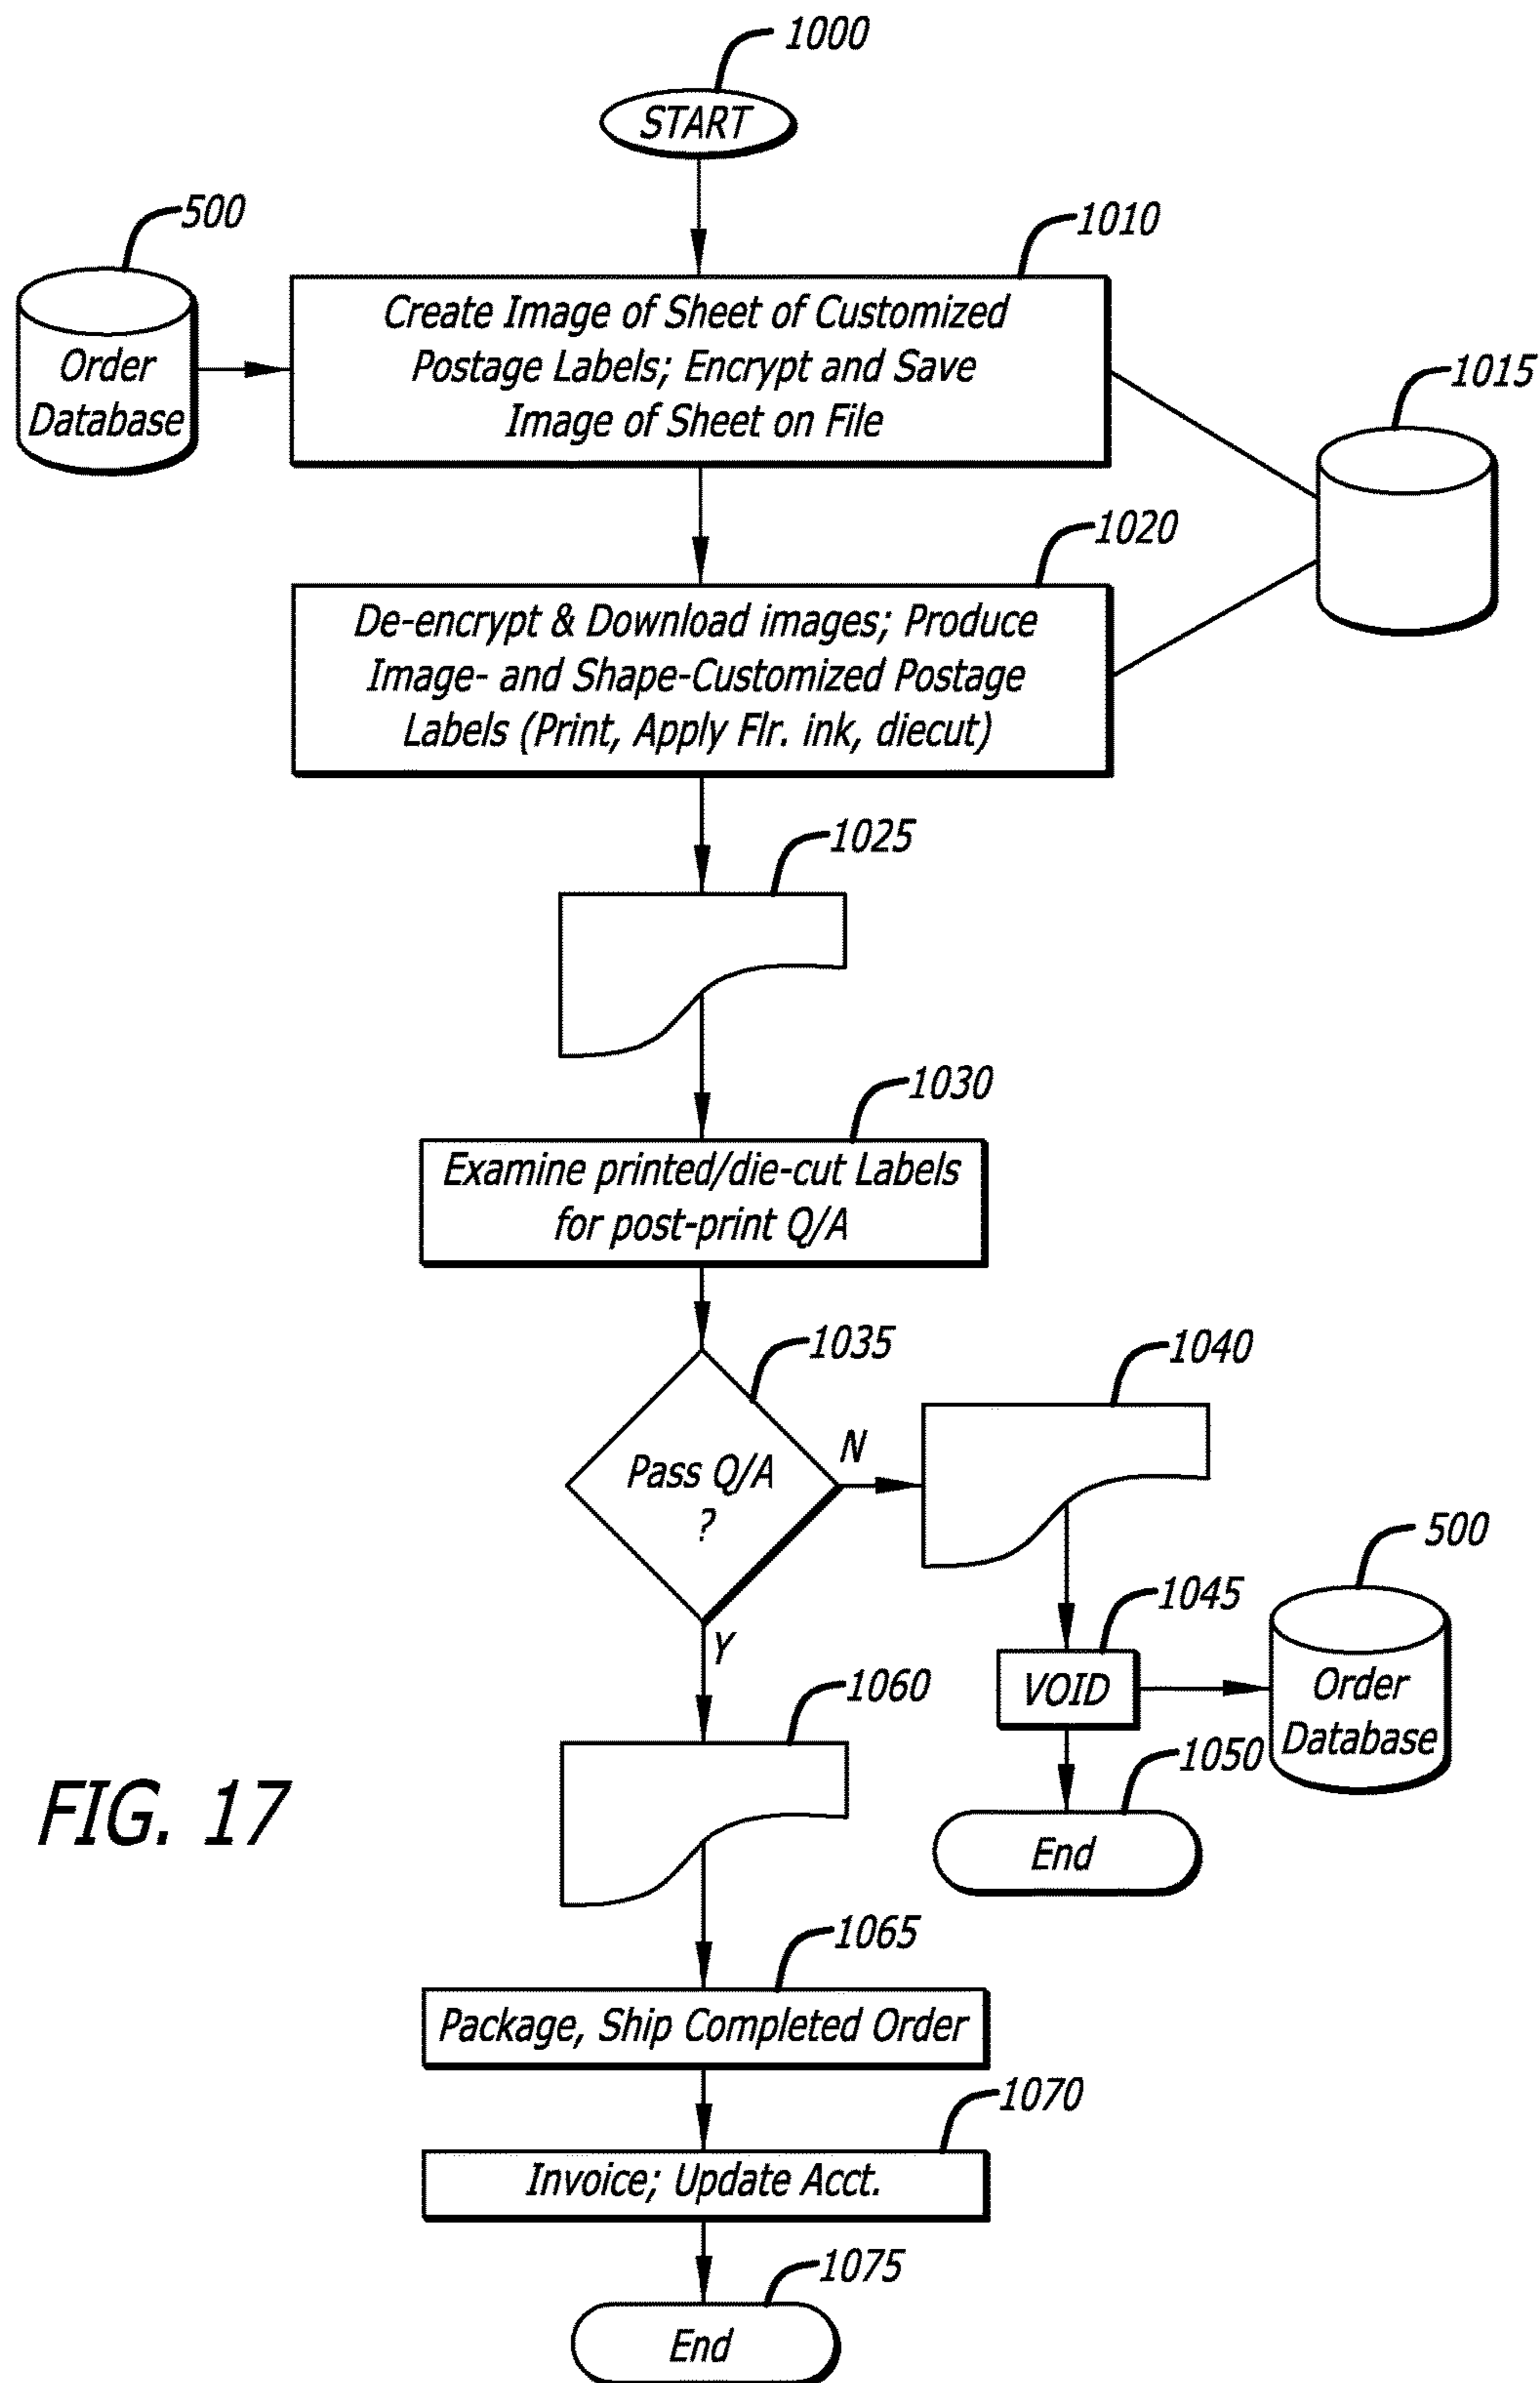 1000
START
500
1010
Order
Database
Create Image of Sheet of Customized
Postage Labels; Encrypt and Save
Image of Sheet on File
1015
1020
De-encrypt & Download images; Produce
Image- and Shape-Customized Postage
Labels (Print, Apply Flr. ink, diecut)
1025
1030
Examine printed/die-cut Labels
for post-print Q/A
1035
Pass Q/A
?
N
1040
Y
1045
VOID
500
Order
Database
1050
End
1060
FIG. 17
1065
Package, Ship Completed Order
1070
Invoice; Update Acct.
1075
End